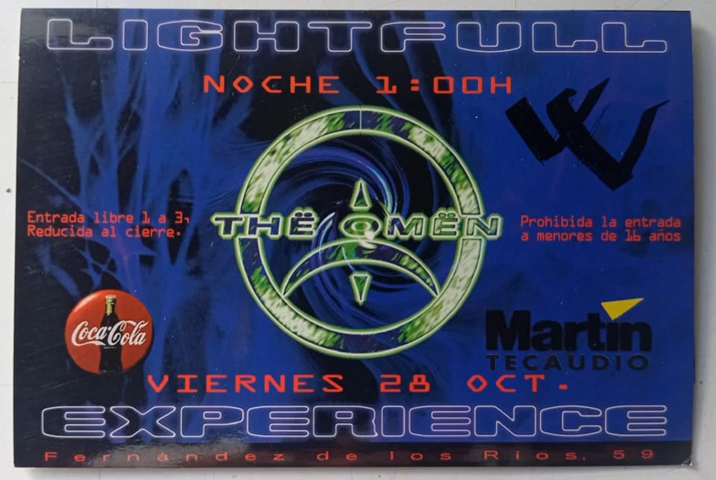 LIGHTFULL
NOCHE 1:00H
Entrada libre 1 a 3,
Reducida al cierre.
THË OMËN
Prohibida la entrada
a menores de 16 años
Coca-Cola
Martin
TECAUDIO
VIERNES 28 OCT.
EXPERIENCE
Fernández de los Ríos, 59